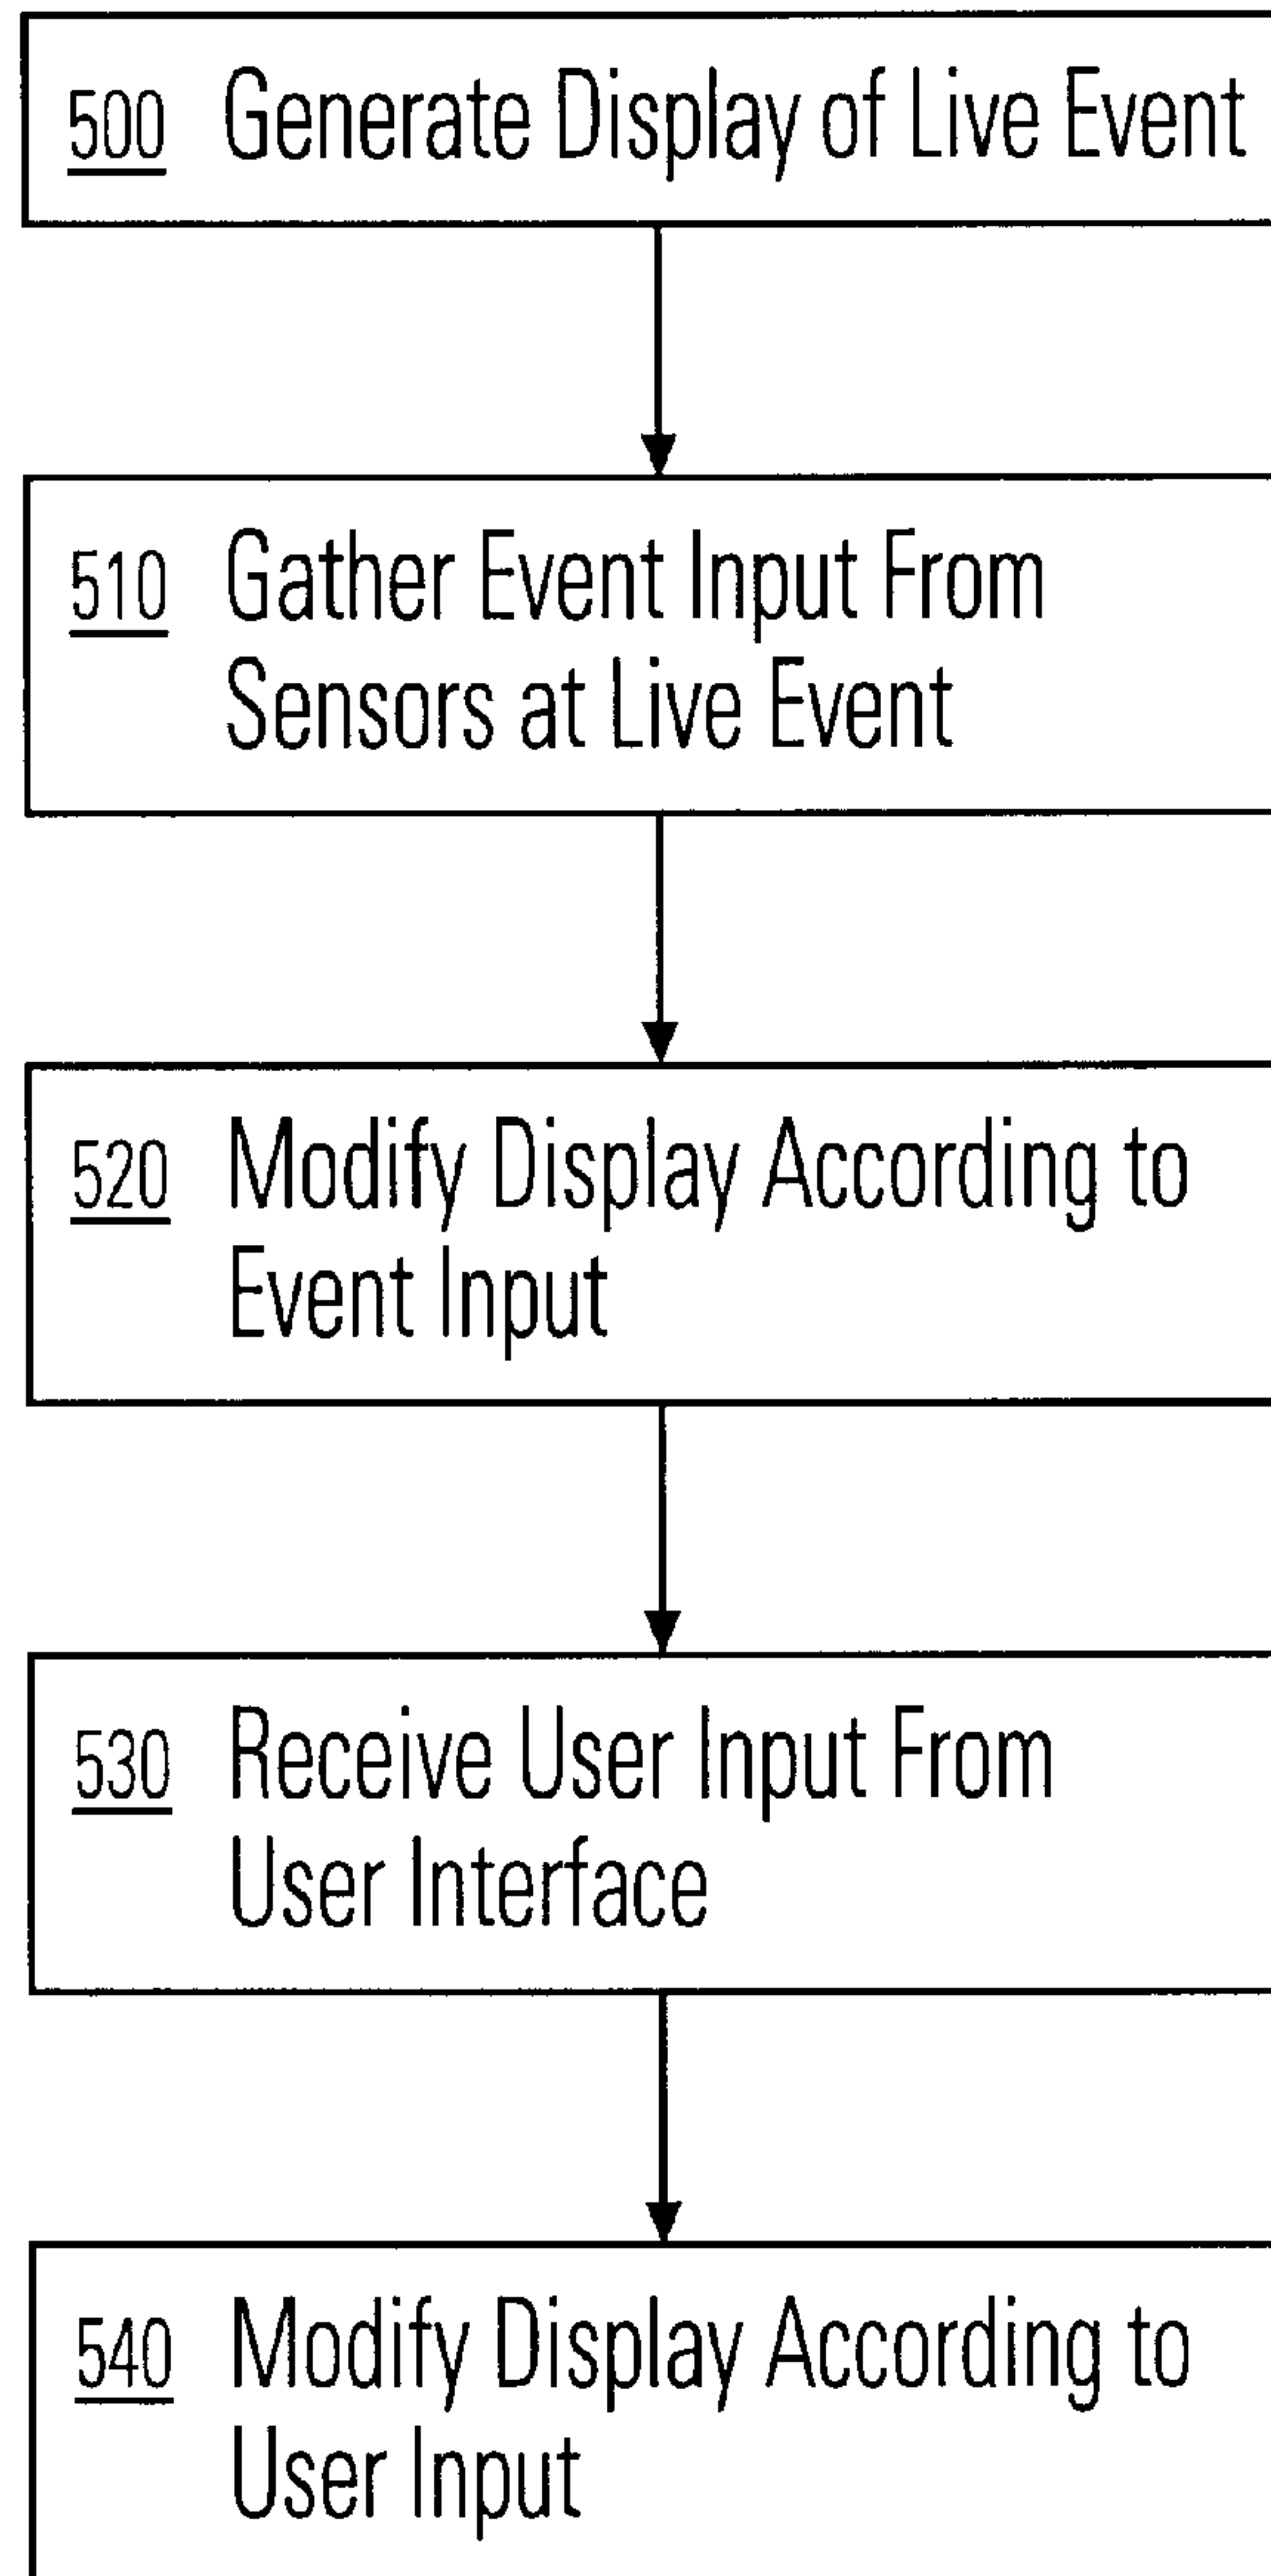 500 Generate Display of Live Event
510 Gather Event Input From
Sensors at Live Event
520 Modify Display According to
Event Input
530 Receive User Input From
User Interface
540 Modify Display According to
User Input